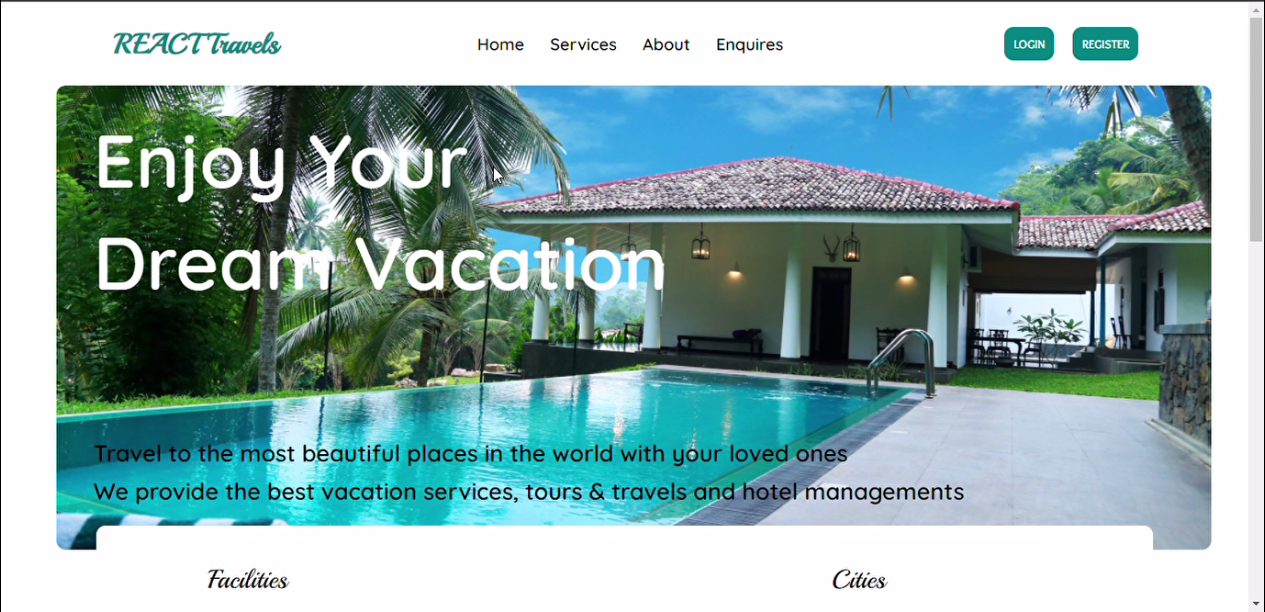 REACT Travels
Home Services About Enquires
LOGIN REGISTER
Enjoy Your
Dream Vacation
Travel to the most beautiful places in the world with your loved ones
We provide the best vacation services, tours & travels and hotel managements
Facilities
Cities